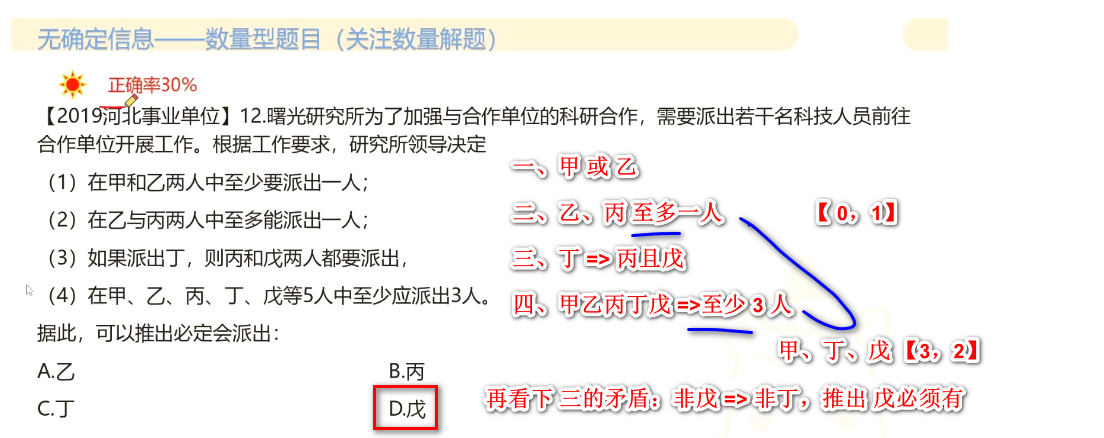 无确定信息——数量型题目（关注数量解题）
正确率30%
【2019河北事业单位】12.曙光研究所为了加强与合作单位的科研合作，需要派出若干名科技人员前往
合作单位开展工作。根据工作要求，研究所领导决定
（1）在甲和乙两人中至少要派出一人；
（2）在乙与丙两人中至多能派出一人；
（3）如果派出丁，则丙和戊两人都要派出，
（4）在甲、乙、丙、丁、戊等5人中至少应派出3人。
据此，可以推出必定会派出：
A.乙
B.丙
C.丁
D.戊
一、甲 或 乙
二、乙、丙 至多一人 【 0，1】
三、丁 => 丙且戊
四、甲乙丙丁戊 =>至少 3 人
甲、丁、戊【3，2】
再看下 三的矛盾：非戊 => 非丁，推出 戊必须有